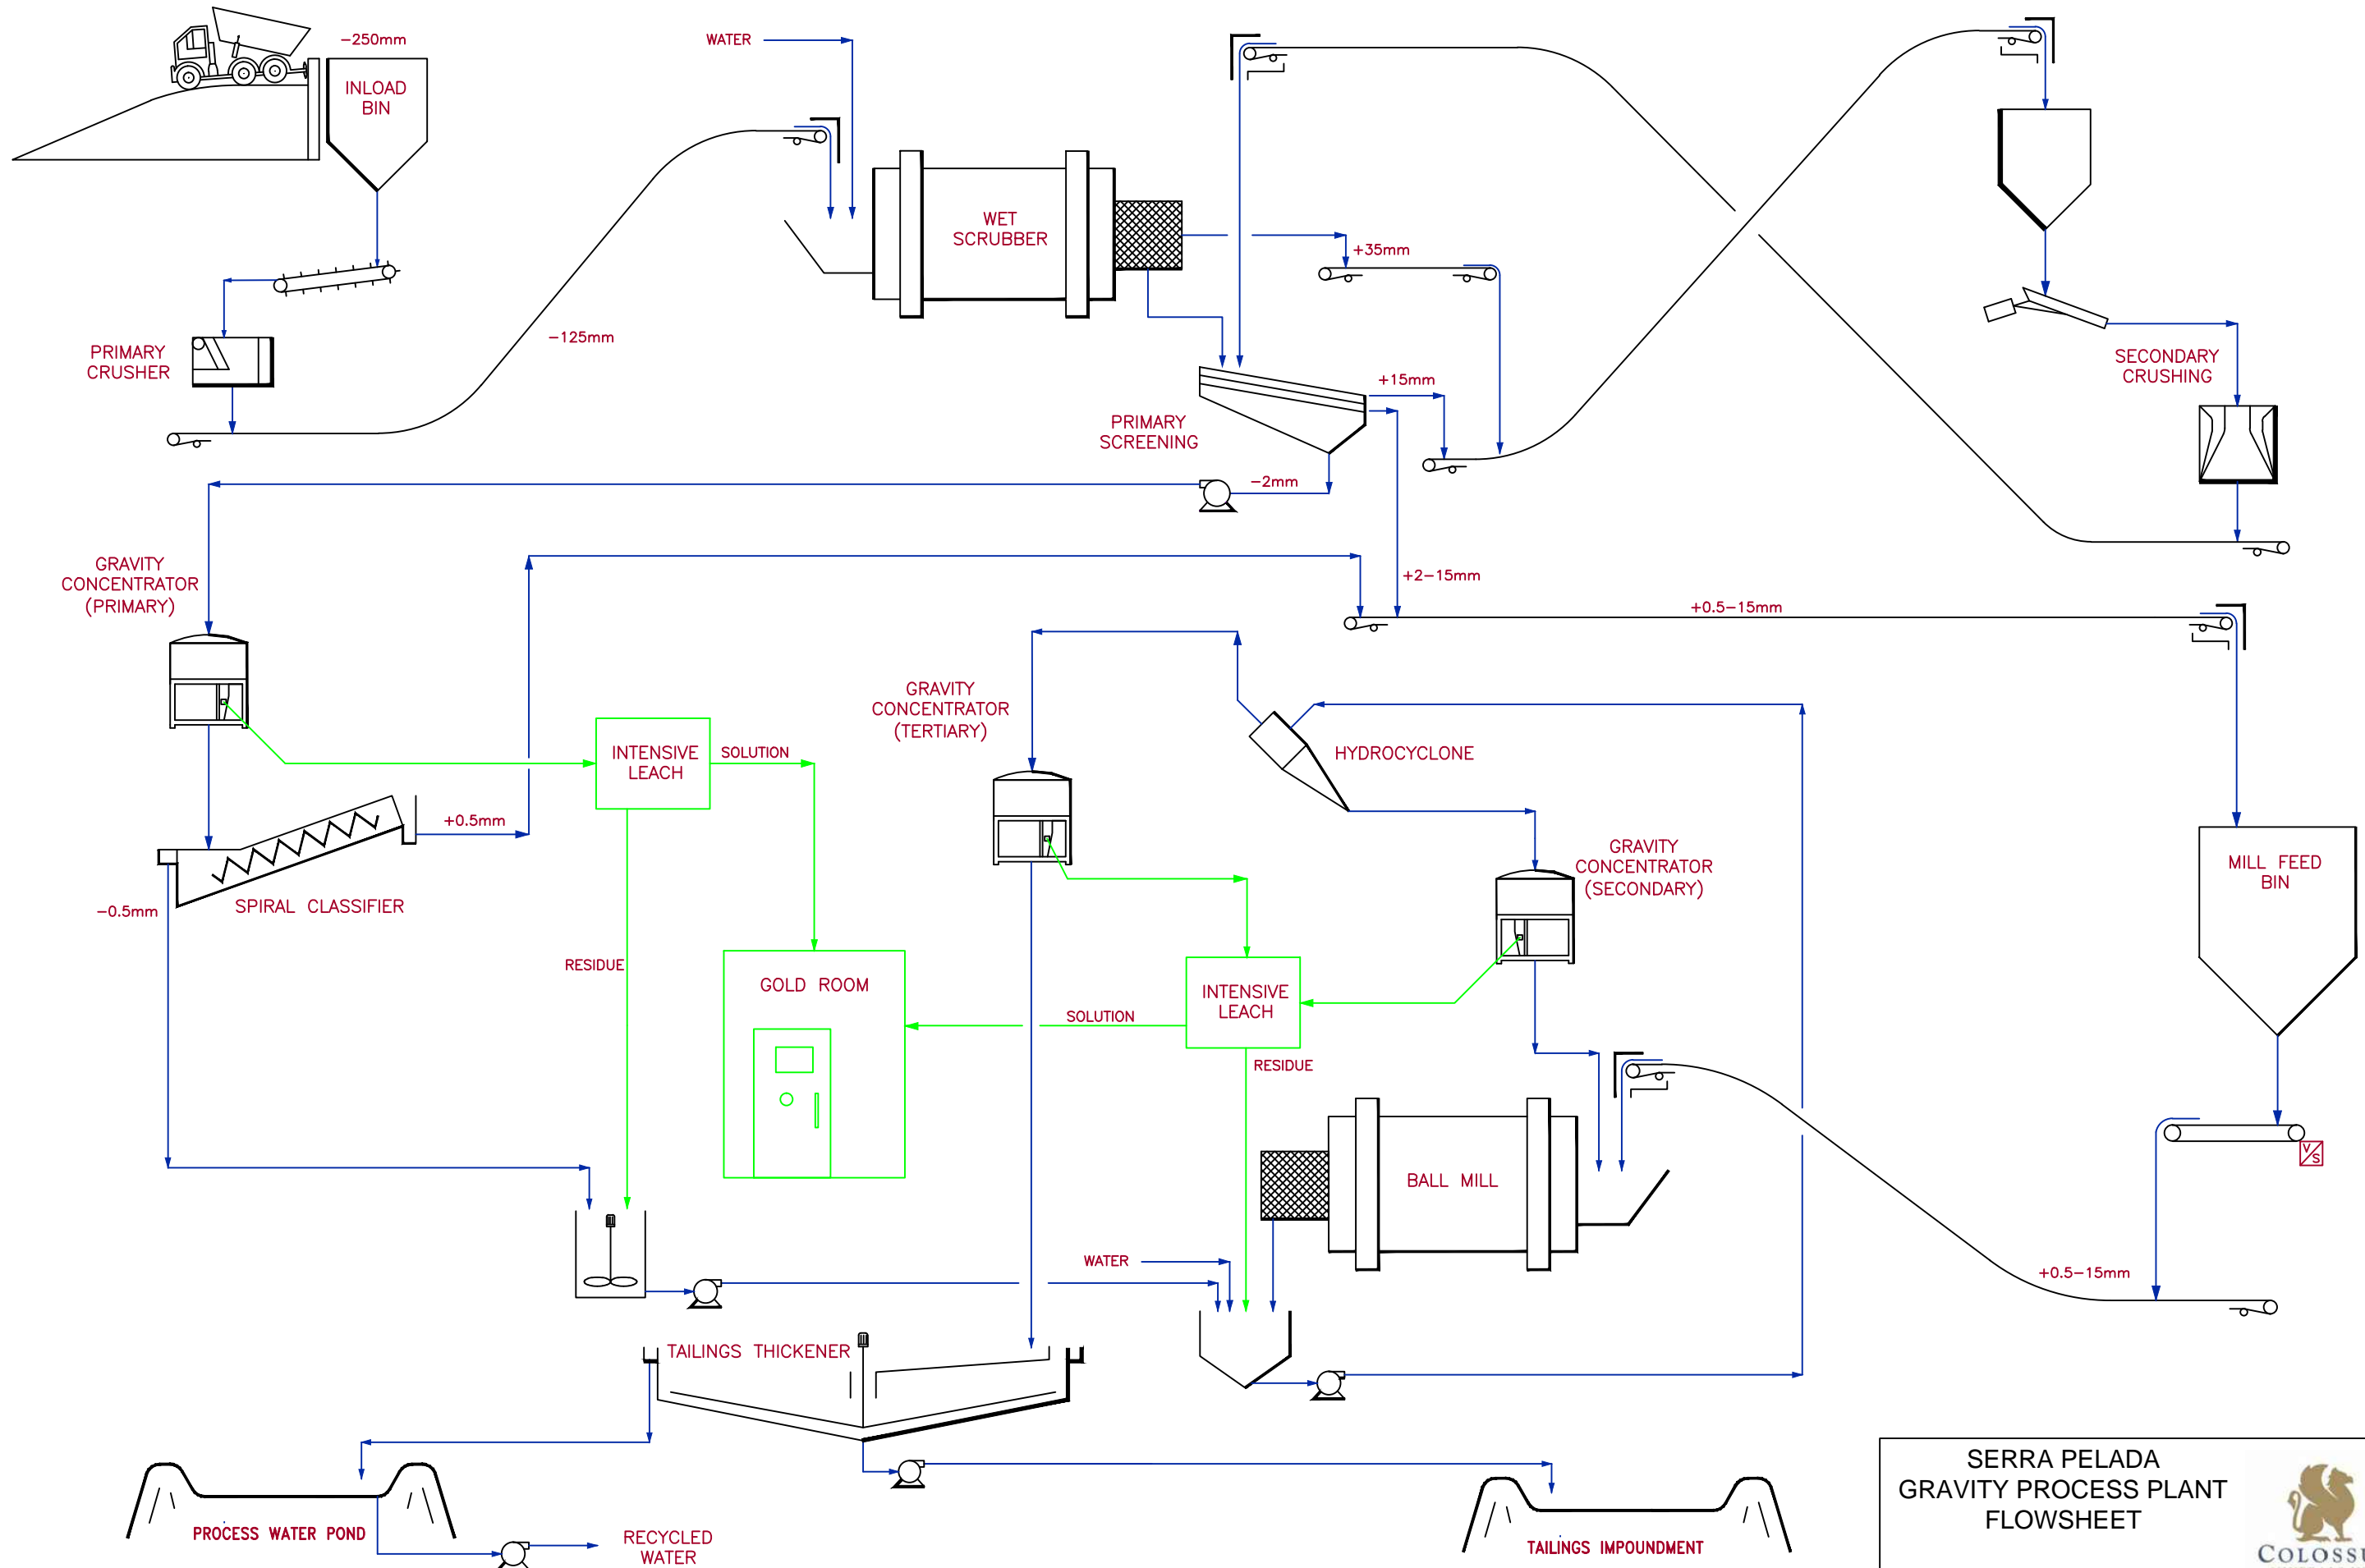 -250mm
INLOAD
BIN
WATER
WET
SCRUBBER
+35mm
-125mm
PRIMARY
CRUSHER
SECONDARY
CRUSHING
+15mm
PRIMARY
SCREENING
-2mm
GRAVITY
CONCENTRATOR
(PRIMARY)
+2-15mm
+0.5-15mm
GRAVITY
CONCENTRATOR
(TERTIARY)
INTENSIVE
LEACH
SOLUTION
HYDROCYCLONE
+0.5mm
GRAVITY
CONCENTRATOR
(SECONDARY)
MILL FEED
BIN
-0.5mm
SPIRAL CLASSIFIER
RESIDUE
GOLD ROOM
INTENSIVE
LEACH
SOLUTION
RESIDUE
V/S
BALL MILL
WATER
+0.5-15mm
TAILINGS THICKENER
PROCESS WATER POND
RECYCLED
WATER
TAILINGS IMPOUNDMENT
SERRA PELADA
GRAVITY PROCESS PLANT
FLOWSHEET